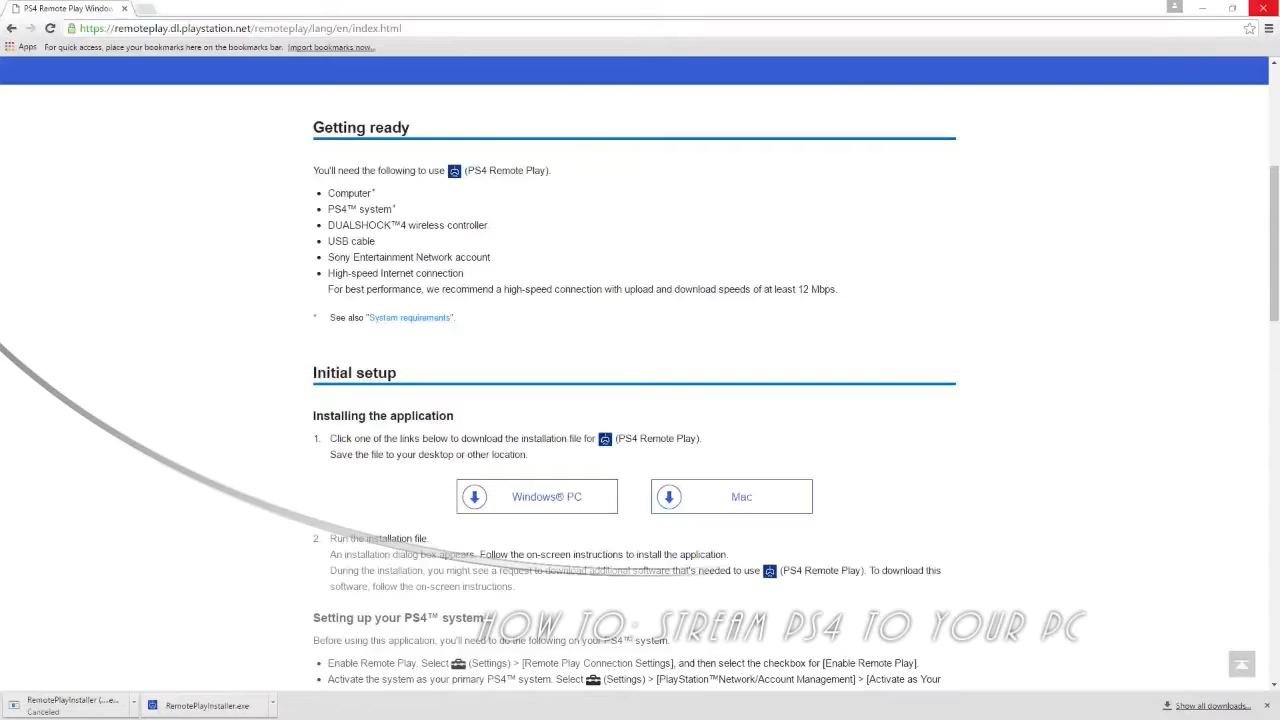 PS4 Remote Play Window
https://remoteplay.dl.playstation.net/remoteplay/lang/en/index.html
Apps For quick access, place your bookmarks here on the bookmarks bar. Import bookmarks now...
Getting ready
You'll need the following to use (PS4 Remote Play).
Computer*
PS4™ system*
DUALSHOCK™4 wireless controller
USB cable
Sony Entertainment Network account
High-speed Internet connection
For best performance, we recommend a high-speed connection with upload and download speeds of at least 12 Mbps.
* See also "System requirements".
Initial setup
Installing the application
1. Click one of the links below to download the installation file for (PS4 Remote Play).
Save the file to your desktop or other location.
Windows® PC Mac
2. Run the installation file.
An installation dialog box appears. Follow the on-screen instructions to install the application.
During the installation, you might see a request to download additional software that's needed to use (PS4 Remote Play). To download this
software, follow the on-screen instructions.
Setting up your PS4™ system
HOW TO: STREAM PS4 TO YOUR PC
Before using this application, you'll need to do the following on your PS4™ system.
Enable Remote Play. Select (Settings) > [Remote Play Connection Settings], and then select the checkbox for [Enable Remote Play].
Activate the system as your primary PS4™ system. Select (Settings) > [PlayStation™Network/Account Management] > [Activate as Your
RemotePlayInstaller (....e...
Canceled
RemotePlayInstaller.exe
Show all downloads...